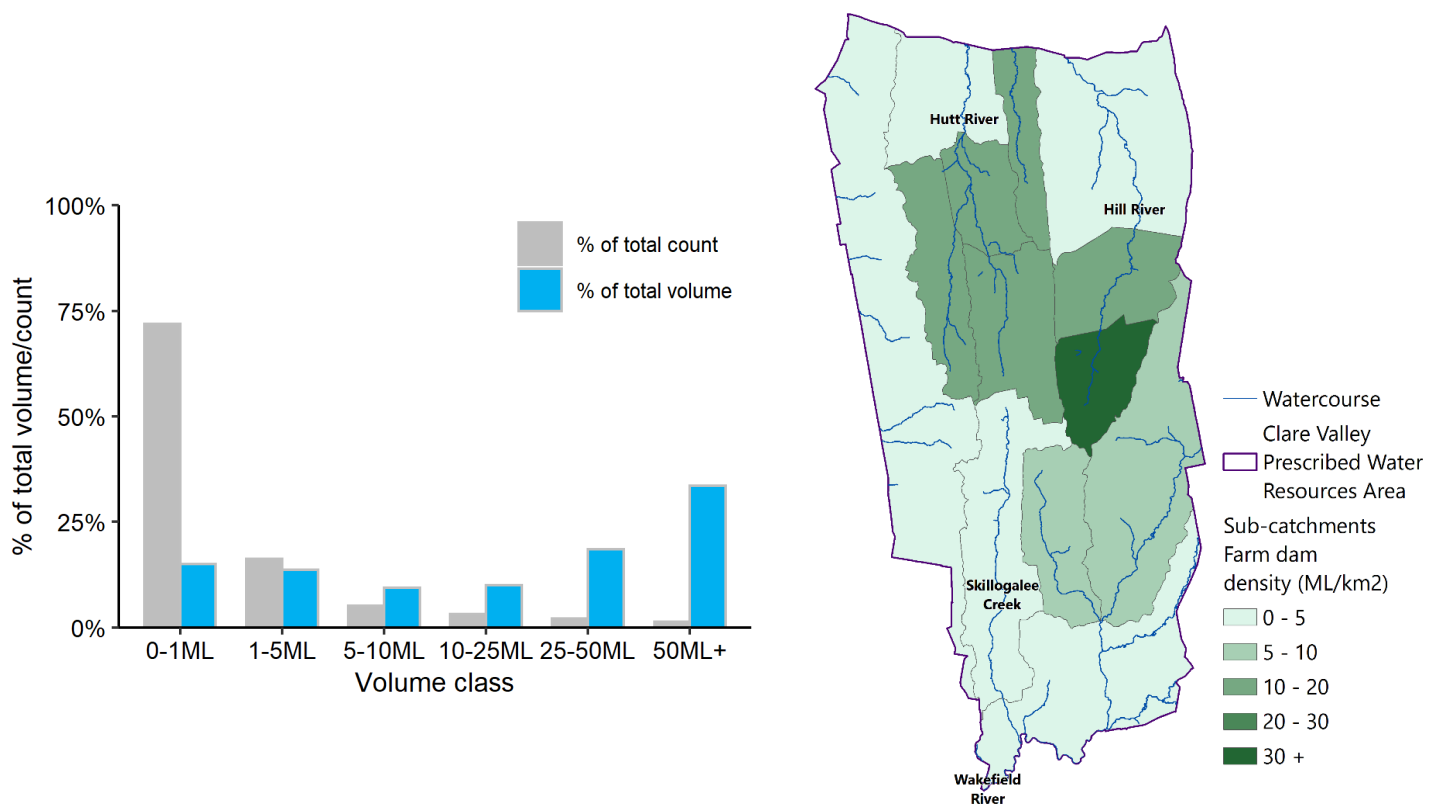 100%
75%
50%
25%
0%
% of total volume/count
% of total count
% of total volume
0-1ML
1-5ML
5-10ML
10-25ML
25-50ML
50ML+
Volume class
Hutt River
Hill River
Skillogalee
Creek
Wakefield
River
Watercourse
Clare Valley
Prescribed Water
Resources Area
Sub-catchments
Farm dam
density (ML/km2)
0 - 5
5 - 10
10 - 20
20 - 30
30 +